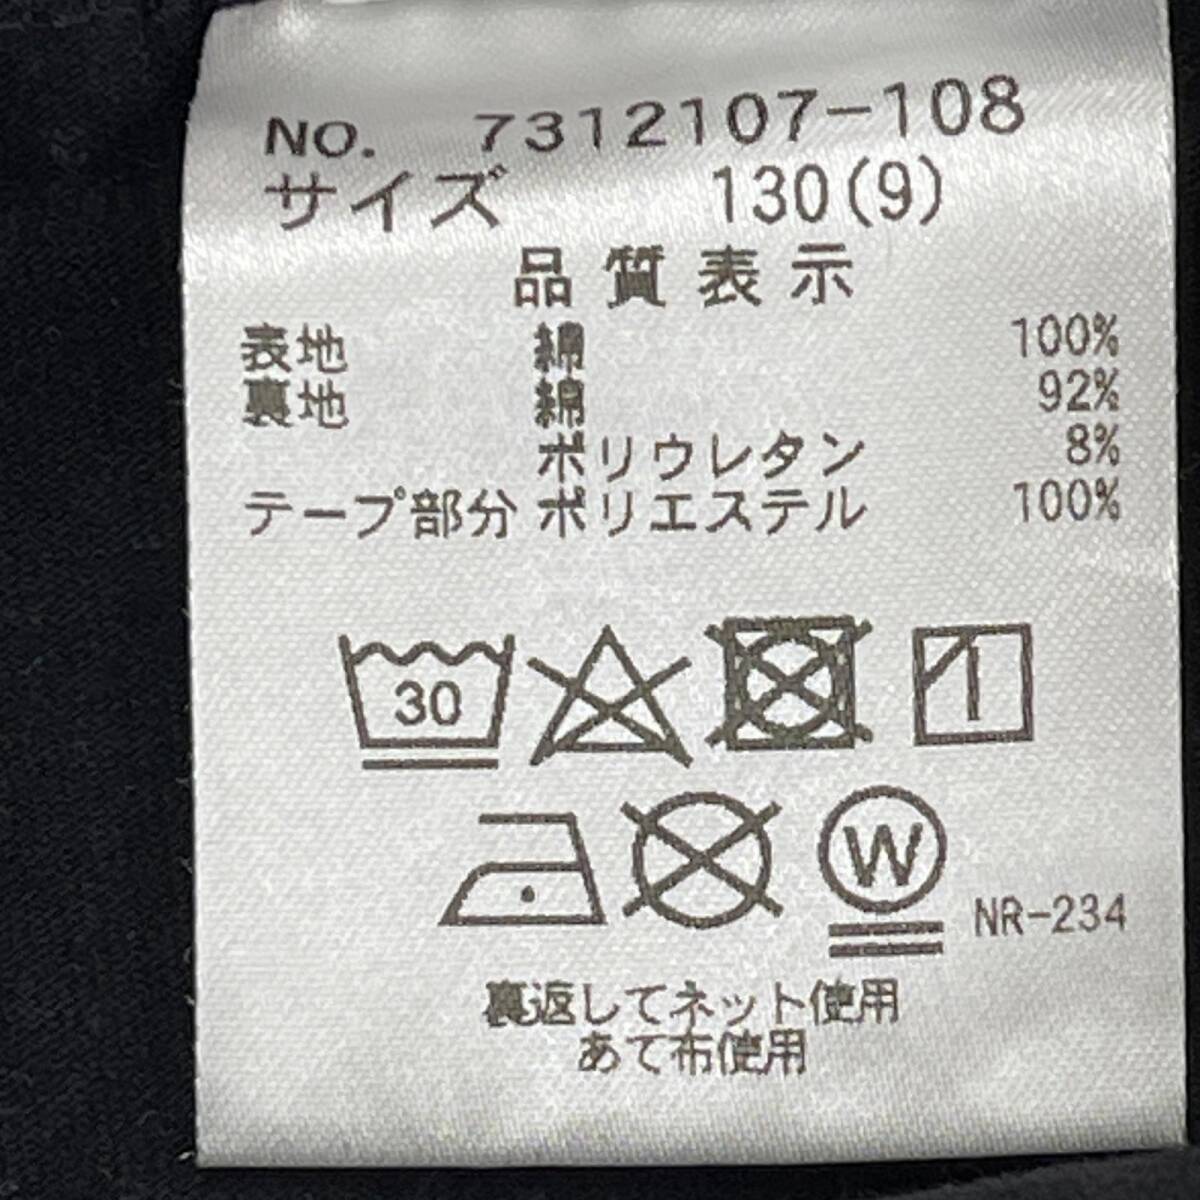 NO. 7312107-108
サイズ 130(9)
品質表示
表地 綿 100%
裏地 綿 92%
ポリウレタン 8%
テープ部分 ポリエステル 100%
30
W
NR-234
裏返してネット使用
あて布使用